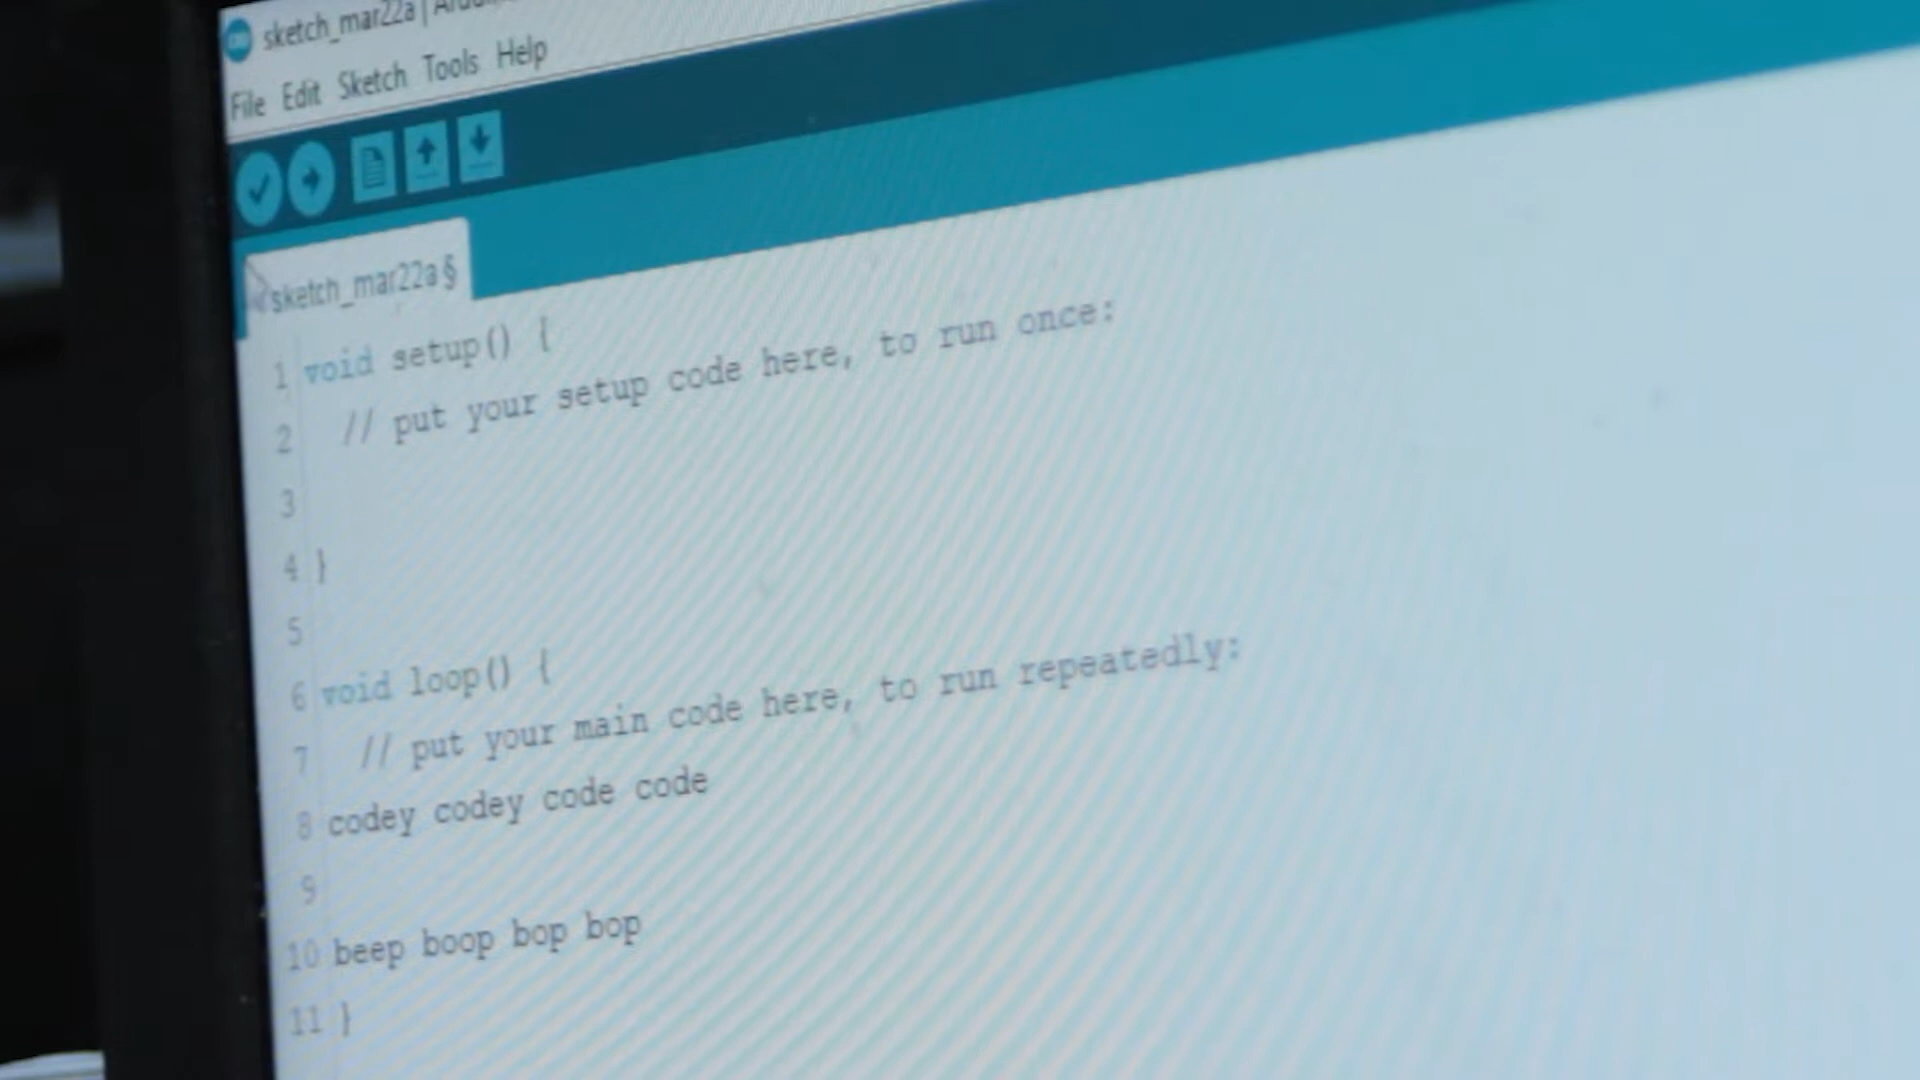 sketch_mar22a |
File Edit Sketch Tools Help
sketch_mar22a §
1 void setup() {
2 // put your setup code here, to run once:
3
4 }
5
6 void loop() {
7 // put your main code here, to run repeatedly:
8 codey codey code code
9
10 beep boop bop bop
11 }